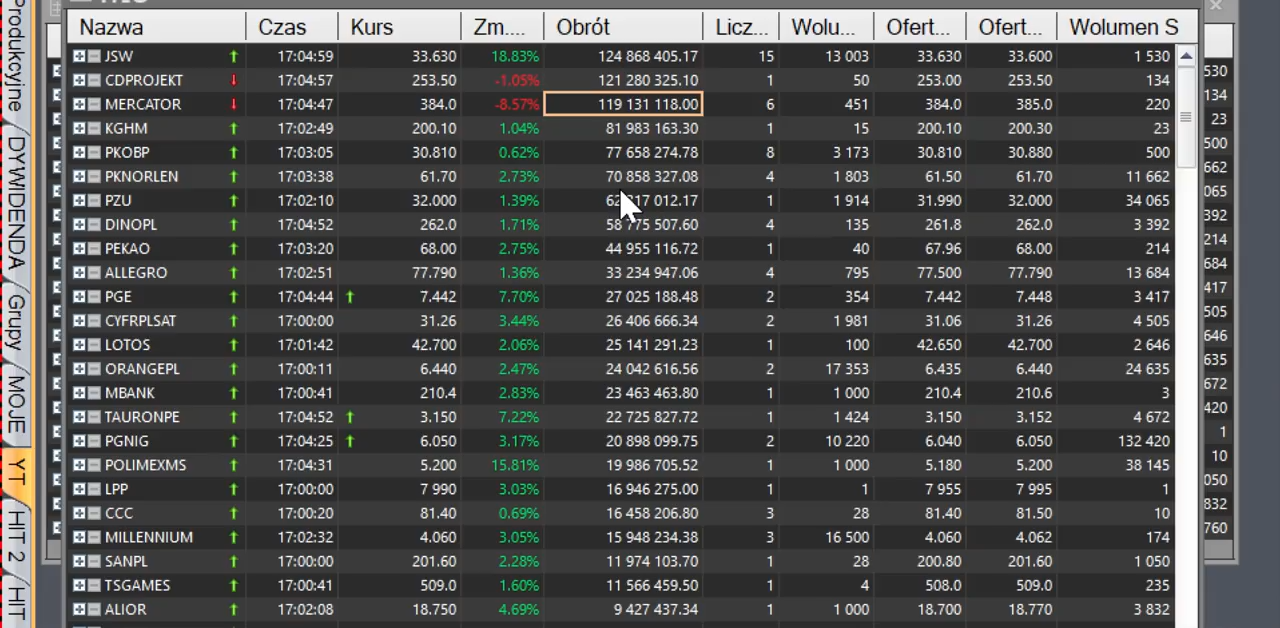 Nazwa Czas Kurs Zm.... Obrót Licz... Wolu... Ofert... Ofert... Wolumen S
JSW 17:04:59 33.630 18.83% 124 868 405.17 15 13 003 33.630 33.600 1 530
CDPROJEKT 17:04:57 253.50 -1.05% 121 280 325.10 1 50 253.00 253.50 134
MERCATOR 17:04:47 384.0 -8.57% 119 131 118.00 6 451 384.0 385.0 220
KGHM 17:02:49 200.10 1.04% 81 983 163.30 1 15 200.10 200.30 23
PKOBP 17:03:05 30.810 0.62% 77 658 274.78 8 3 173 30.810 30.880 500
PKNORLEN 17:03:38 61.70 2.73% 70 858 327.08 4 1 803 61.50 61.70 11 662
PZU 17:02:10 32.000 1.39% 012.17 1 1 914 31.990 32.000 34 065
DINOPL 17:04:52 262.0 1.71% 58 775 507.60 4 135 261.8 262.0 3 392
PEKAO 17:03:20 68.00 2.75% 44 955 116.72 1 40 67.96 68.00 214
ALLEGRO 17:02:51 77.790 1.36% 33 234 947.06 4 795 77.500 77.790 13 684
PGE 17:04:44 7.442 7.70% 27 025 188.48 2 354 7.442 7.448 3 417
CYFRPLSAT 17:00:00 31.26 3.44% 26 406 666.34 2 1 981 31.06 31.26 4 505
LOTOS 17:01:42 42.700 2.06% 25 141 291.23 1 100 42.650 42.700 2 646
ORANGEPL 17:00:11 6.440 2.47% 24 042 616.56 2 17 353 6.435 6.440 24 635
MBANK 17:00:41 210.4 2.83% 23 463 463.80 1 1 000 210.4 210.6 3
TAURONPE 17:04:52 3.150 7.22% 22 725 827.72 1 1 424 3.150 3.152 4 672
PGNIG 17:04:25 6.050 3.17% 20 898 099.75 2 10 220 6.040 6.050 132 420
POLIMEXMS 17:04:31 5.200 15.81% 19 986 705.52 1 1 000 5.180 5.200 38 145
LPP 17:00:00 7 990 3.03% 16 946 275.00 1 1 7 955 7 995 1
CCC 17:00:20 81.40 0.69% 16 458 206.80 3 28 81.40 81.50 10
MILLENNIUM 17:02:32 4.060 3.05% 15 948 234.38 3 16 500 4.060 4.062 174
SANPL 17:00:00 201.60 2.28% 11 974 103.70 1 28 200.80 201.60 1 050
TSGAMES 17:00:41 509.0 1.60% 11 566 459.50 1 4 508.0 509.0 235
ALIOR 17:02:08 18.750 4.69% 9 427 437.34 1 1 000 18.700 18.770 3 832
Produkcyjne
DYWIDENDA
Grupy
MOJE
YT
HIT 2
HIT
530
134
23
500
662
065
392
214
684
417
505
646
635
672
420
1
10
050
832
760